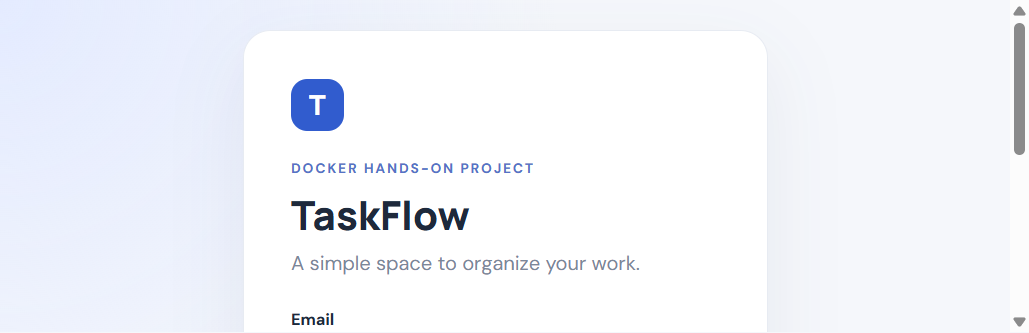 T
DOCKER HANDS-ON PROJECT
TaskFlow
A simple space to organize your work.
Email